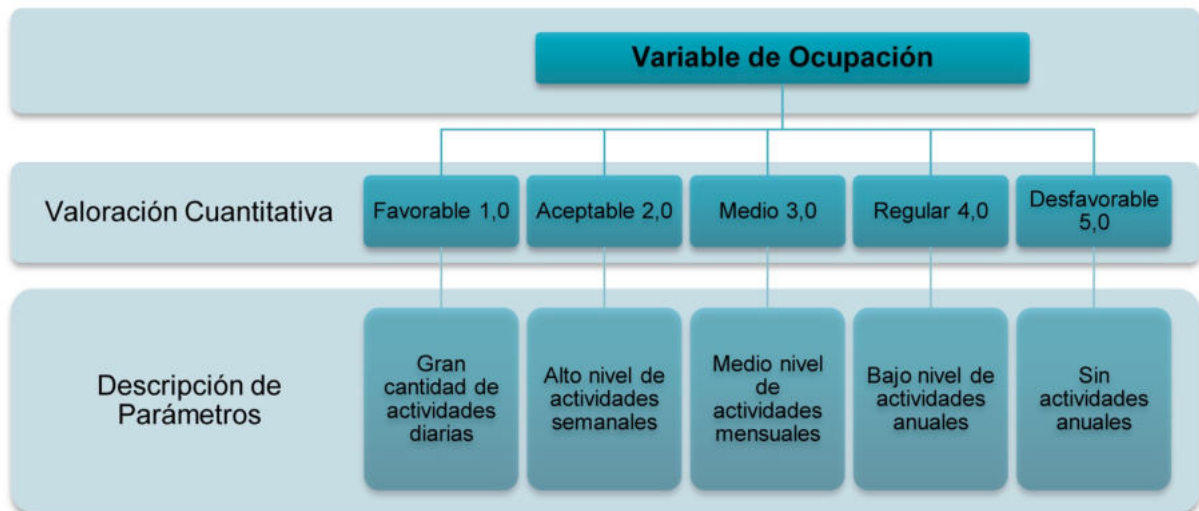 Variable de Ocupación
Valoración Cuantitativa
Favorable 1,0
Aceptable 2,0
Medio 3,0
Regular 4,0
Desfavorable
5,0
Descripción de
Parámetros
Gran
cantidad de
actividades
diarias
Alto nivel de
actividades
semanales
Medio nivel
de
actividades
mensuales
Bajo nivel de
actividades
anuales
Sin
actividades
anuales